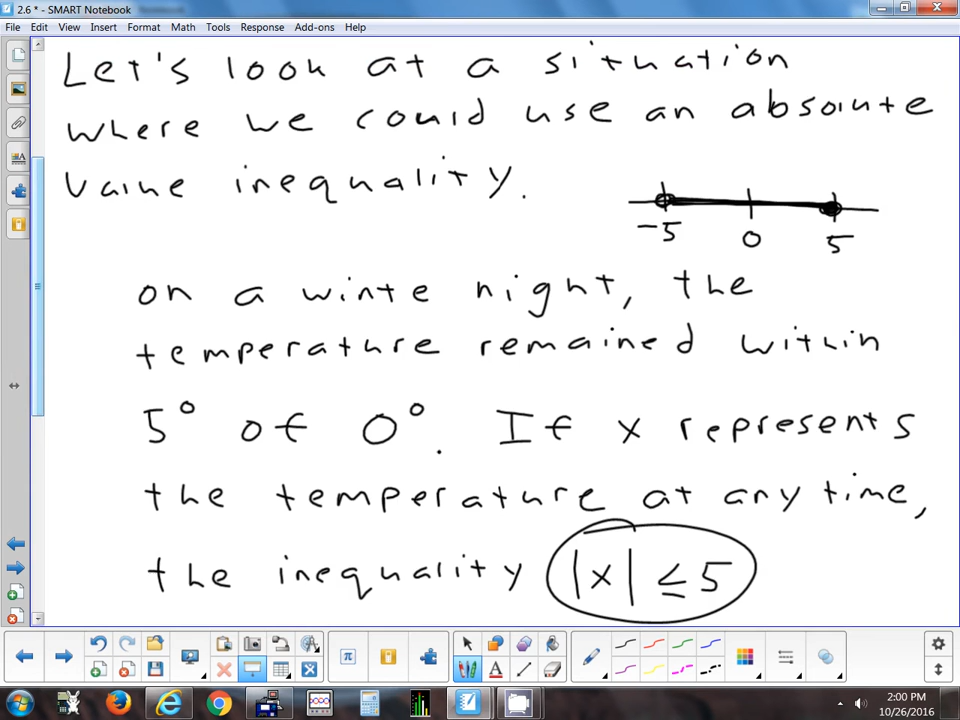 2.6 * - SMART Notebook
File Edit View Insert Format Math Tools Response Add-ons Help
Let's look at a situation
where we could use an absolute
value inequality.
-5 0 5
on a winte night, the
temperature remained within
5° of 0°. If x represents
the temperature at any time,
the inequality |x| ≤ 5
2:00 PM
10/26/2016